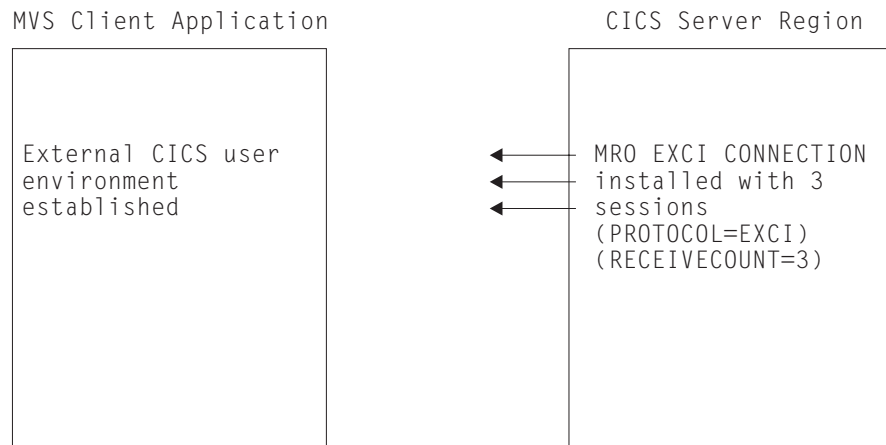 MVS Client Application
CICS Server Region
External CICS user
environment
established
MRO EXCI CONNECTION
installed with 3
sessions
(PROTOCOL=EXCI)
(RECEIVECOUNT=3)